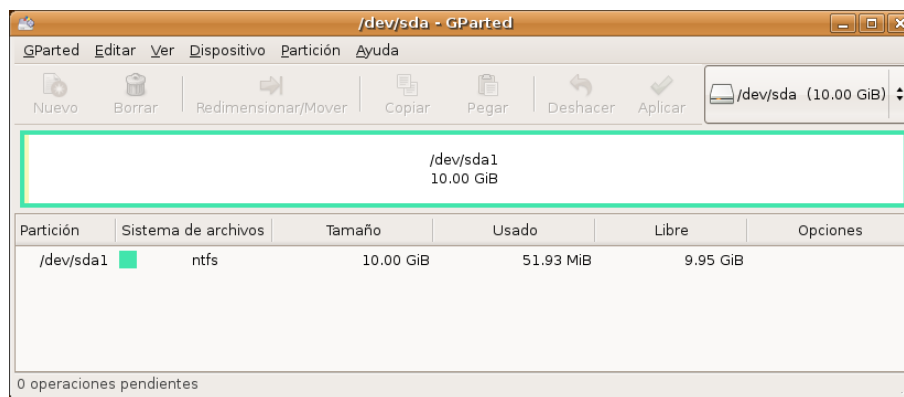 /dev/sda - GParted
GParted Editar Ver Dispositivo Partición Ayuda
Nuevo Borrar Redimensionar/Mover Copiar Pegar Deshacer Aplicar /dev/sda (10.00 GiB)
/dev/sda1
10.00 GiB
Partición Sistema de archivos Tamaño Usado Libre Opciones
/dev/sda1 ntfs 10.00 GiB 51.93 MiB 9.95 GiB
0 operaciones pendientes